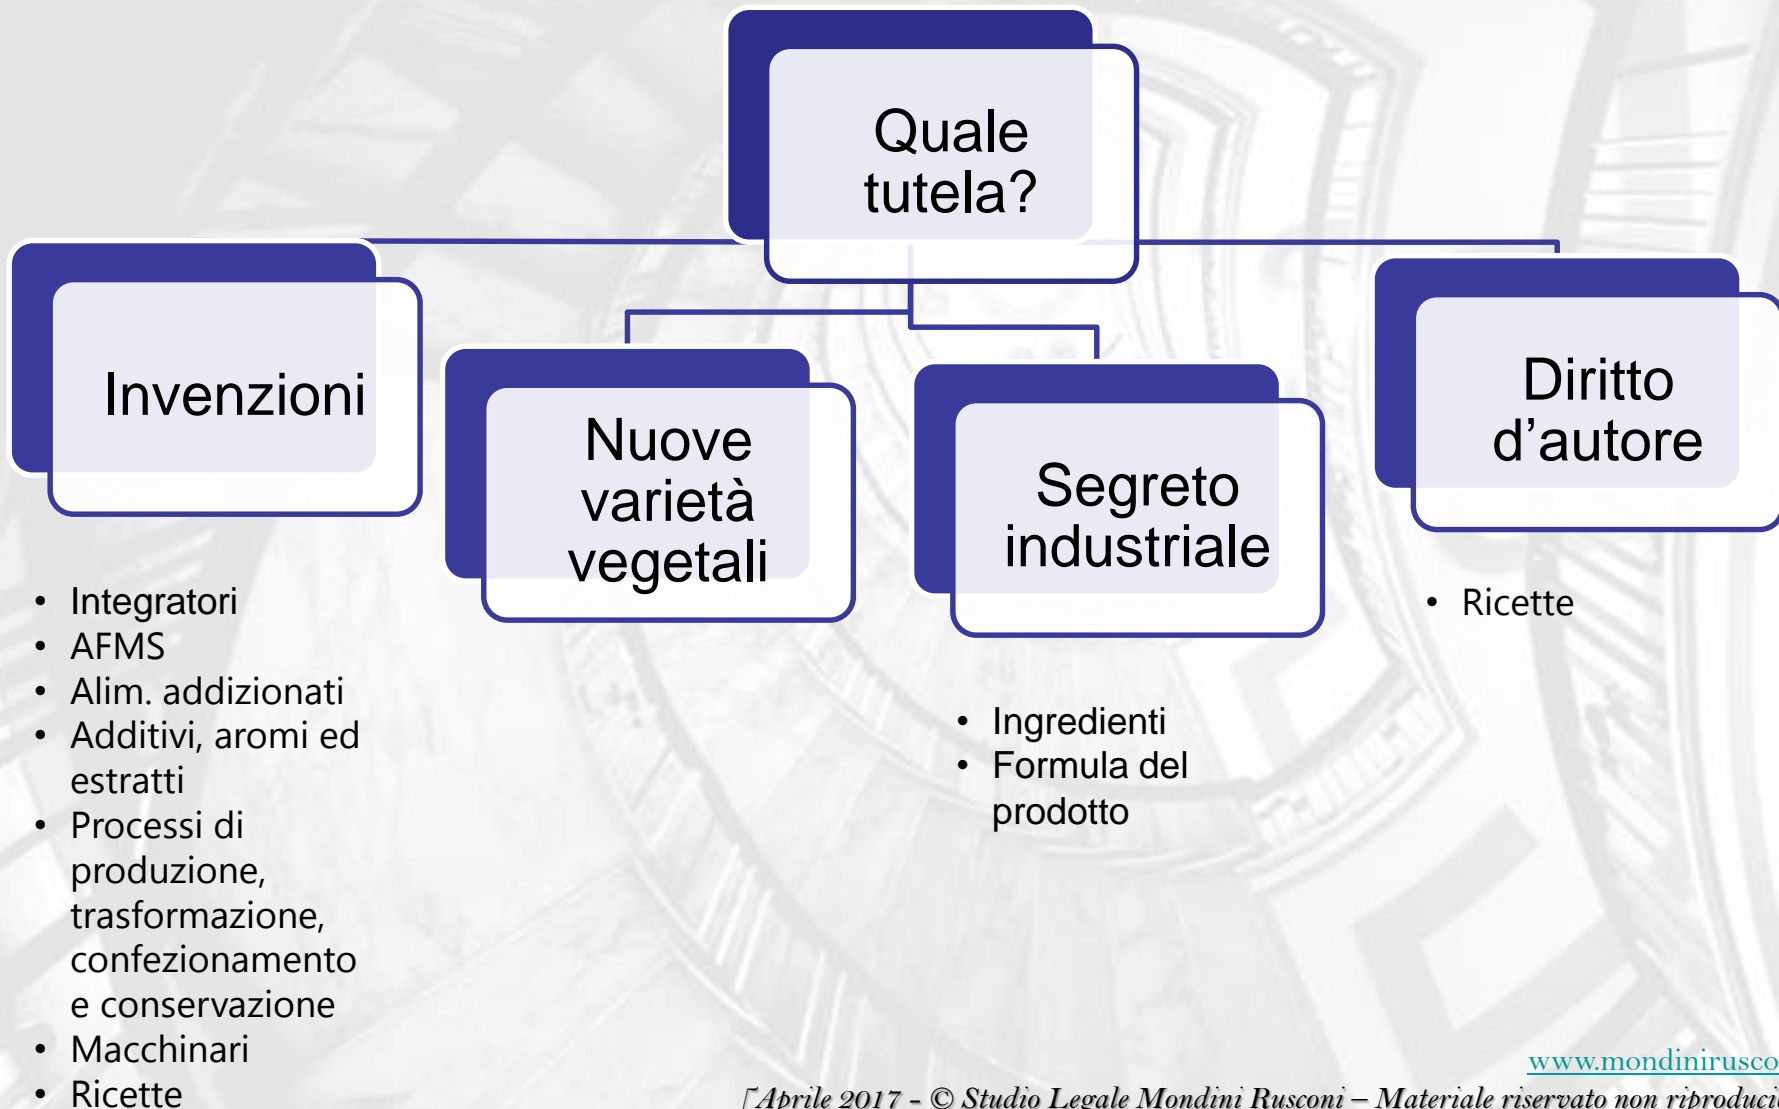 Quale
tutela?
Invenzioni
Nuove
varietà
vegetali
Segreto
industriale
Diritto
d’autore
• Integratori
• AFMS
• Alim. addizionati
• Additivi, aromi ed
estratti
• Processi di
produzione,
trasformazione,
confezionamento
e conservazione
• Macchinari
• Ricette
• Ingredienti
• Formula del
prodotto
• Ricette
www.mondinirusco
[Aprile 2017 - © Studio Legale Mondini Rusconi – Materiale riservato non riproduci